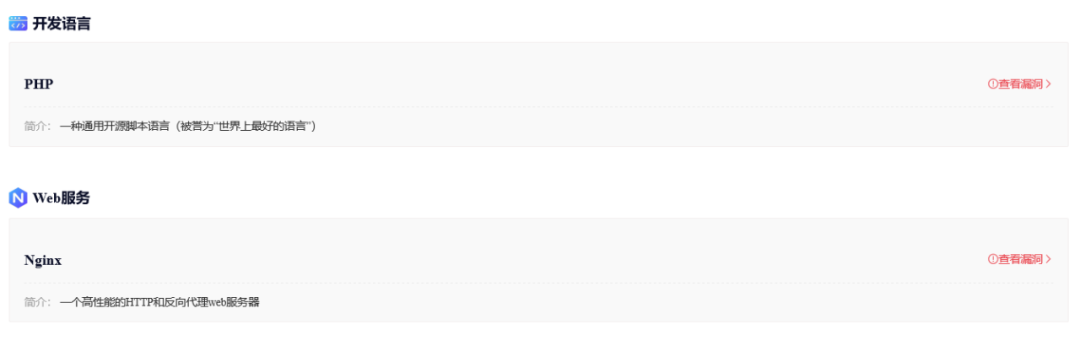 开发语言
PHP
查看漏洞
简介： 一种通用开源脚本语言（被誉为“世界上最好的语言”）
Web服务
Nginx
查看漏洞
简介： 一个高性能的HTTP和反向代理web服务器